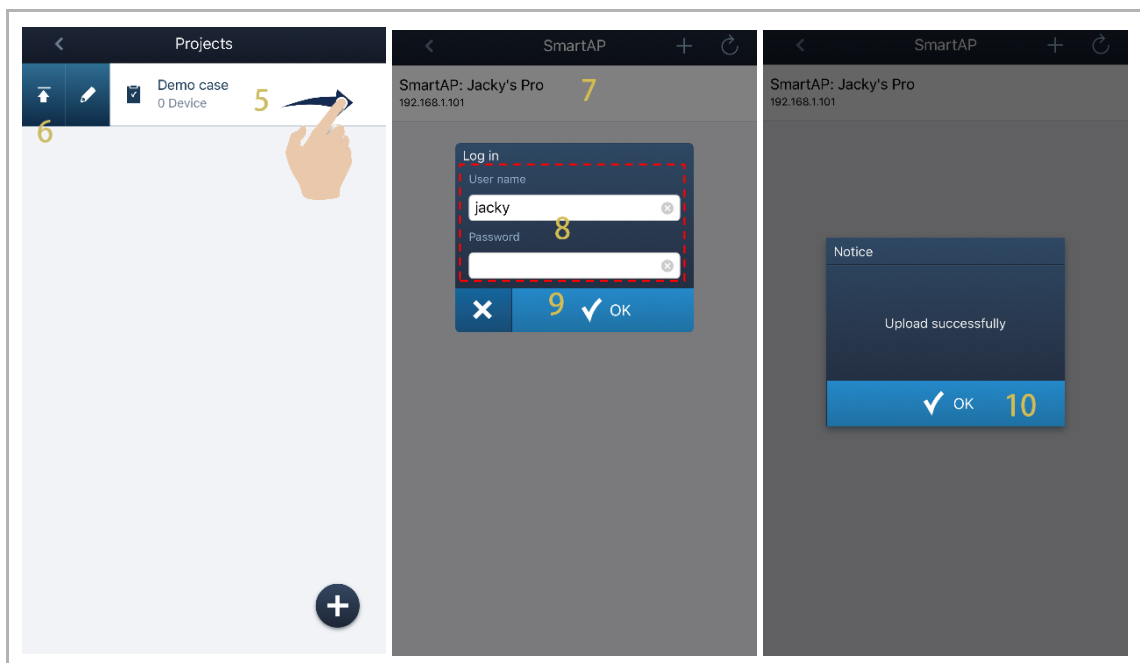 Projects
Demo case
0 Device
5
6
SmartAP
SmartAP: Jacky's Pro
192.168.1.101
7
Log in
User name
jacky
8
Password
9
OK
SmartAP
SmartAP: Jacky's Pro
192.168.1.101
Notice
Upload successfully
OK
10